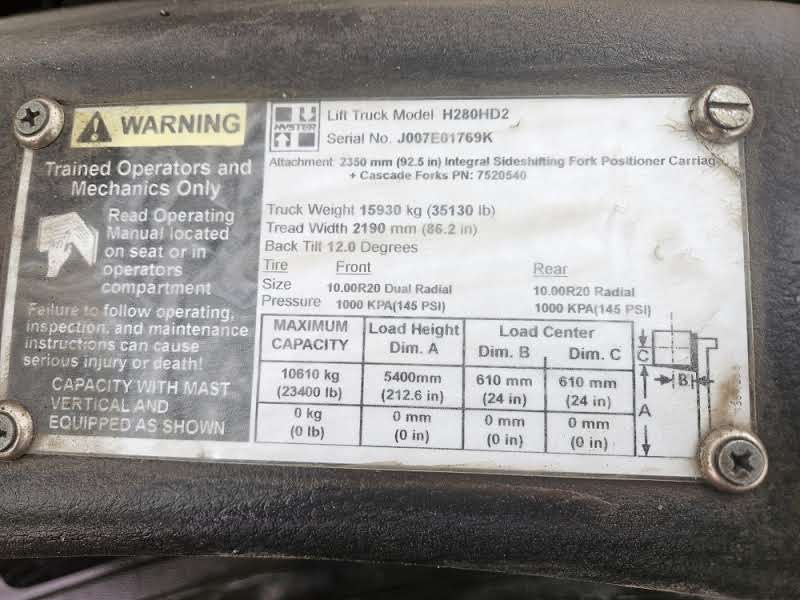 WARNING
Trained Operators and
Mechanics Only
Read Operating
Manual located
on seat or in
operators
compartment
Failure to follow operating,
inspection, and maintenance
instructions can cause
serious injury or death!
CAPACITY WITH MAST
VERTICAL AND
EQUIPPED AS SHOWN
HYSTER
Lift Truck Model H280HD2
Serial No. J007E01769K
Attachment 2350 mm (92.5 in) Integral Sideshifting Fork Positioner Carriag
+ Cascade Forks PN: 7520540
Truck Weight 15930 kg (35130 lb)
Tread Width 2190 mm (86.2 in)
Back Tilt 12.0 Degrees
Tire Front Rear
Size 10.00R20 Dual Radial 10.00R20 Radial
Pressure 1000 KPA(145 PSI) 1000 KPA(145 PSI)
MAXIMUM CAPACITY Load Height Dim. A Load Center Dim. B Dim. C
10610 kg 5400mm 610 mm 610 mm
(23400 lb) (212.6 in) (24 in) (24 in)
0 kg 0 mm 0 mm 0 mm
(0 lb) (0 in) (0 in) (0 in)
C
B
A